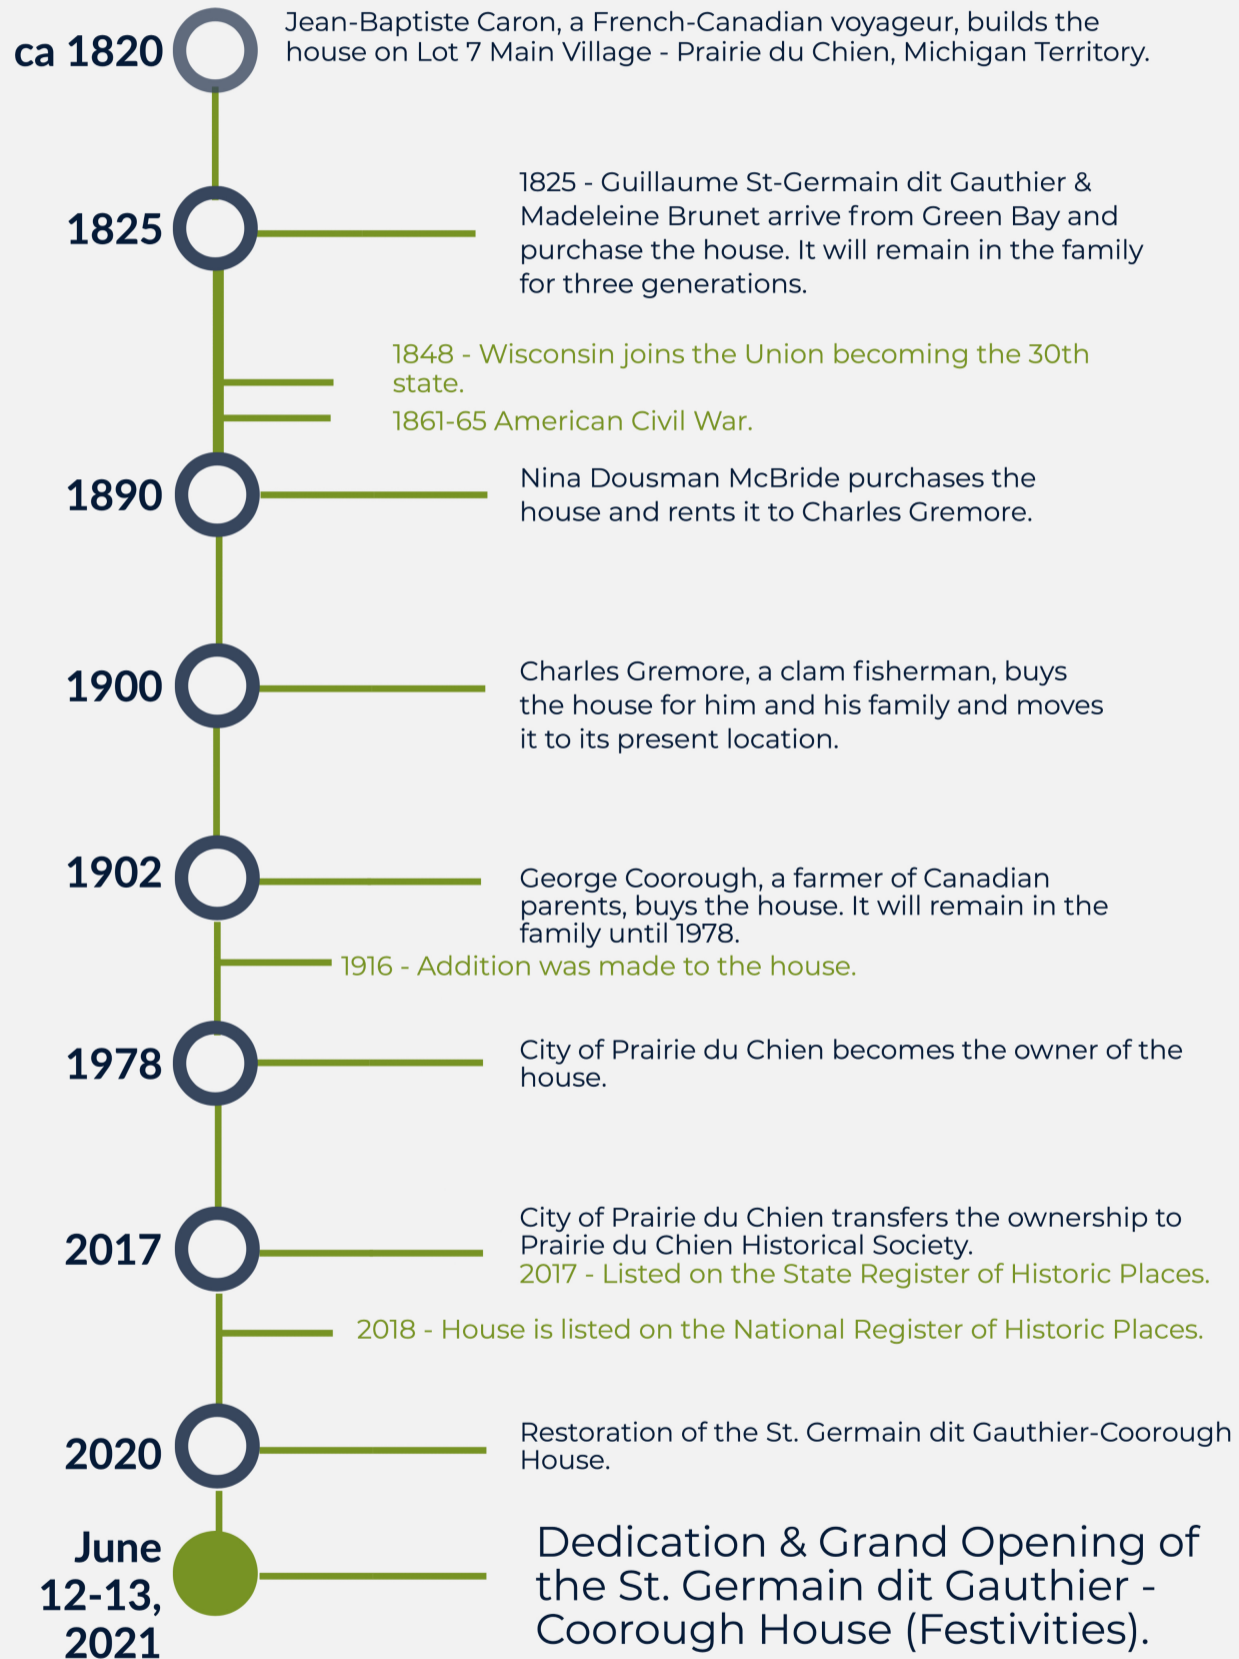 ca 1820
Jean-Baptiste Caron, a French-Canadian voyageur, builds the
house on Lot 7 Main Village - Prairie du Chien, Michigan Territory.
1825
1825 - Guillaume St-Germain dit Gauthier &
Madeleine Brunet arrive from Green Bay and
purchase the house. It will remain in the family
for three generations.
1848 - Wisconsin joins the Union becoming the 30th
state.
1861-65 American Civil War.
1890
Nina Dousman McBride purchases the
house and rents it to Charles Gremore.
1900
Charles Gremore, a clam fisherman, buys
the house for him and his family and moves
it to its present location.
1902
George Coorough, a farmer of Canadian
parents, buys the house. It will remain in the
family until 1978.
1916 - Addition was made to the house.
1978
City of Prairie du Chien becomes the owner of the
house.
2017
City of Prairie du Chien transfers the ownership to
Prairie du Chien Historical Society.
2017 - Listed on the State Register of Historic Places.
2018 - House is listed on the National Register of Historic Places.
2020
Restoration of the St. Germain dit Gauthier-Coorough
House.
June
12-13,
2021
Dedication & Grand Opening of
the St. Germain dit Gauthier -
Coorough House (Festivities).